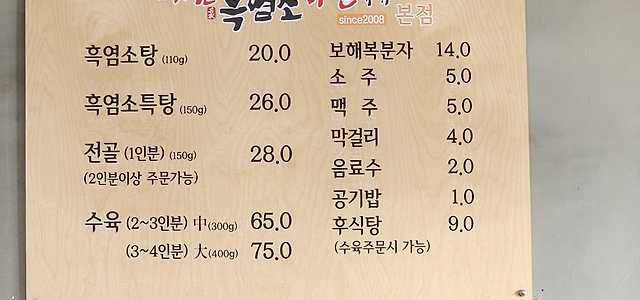 흑염소
since2008 본점
흑염소탕 (110g) 20.0
흑염소특탕 (150g) 26.0
전골 (1인분) (150g) 28.0
(2인분이상 주문가능)
수육 (2~3인분) 中(300g) 65.0
(3~4인분) 大(400g) 75.0
보해복분자 14.0
소 주 5.0
맥 주 5.0
막걸리 4.0
음료수 2.0
공기밥 1.0
후식탕 9.0
(수육주문시 가능)